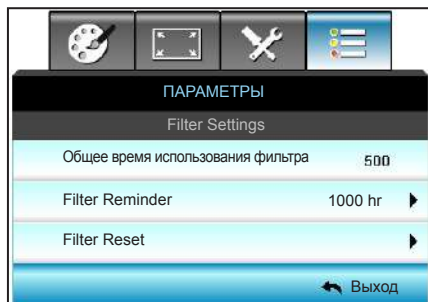 ПАРАМЕТРЫ
Filter Settings
Общее время использования фильтра 500
Filter Reminder 1000 hr
Filter Reset
Выход